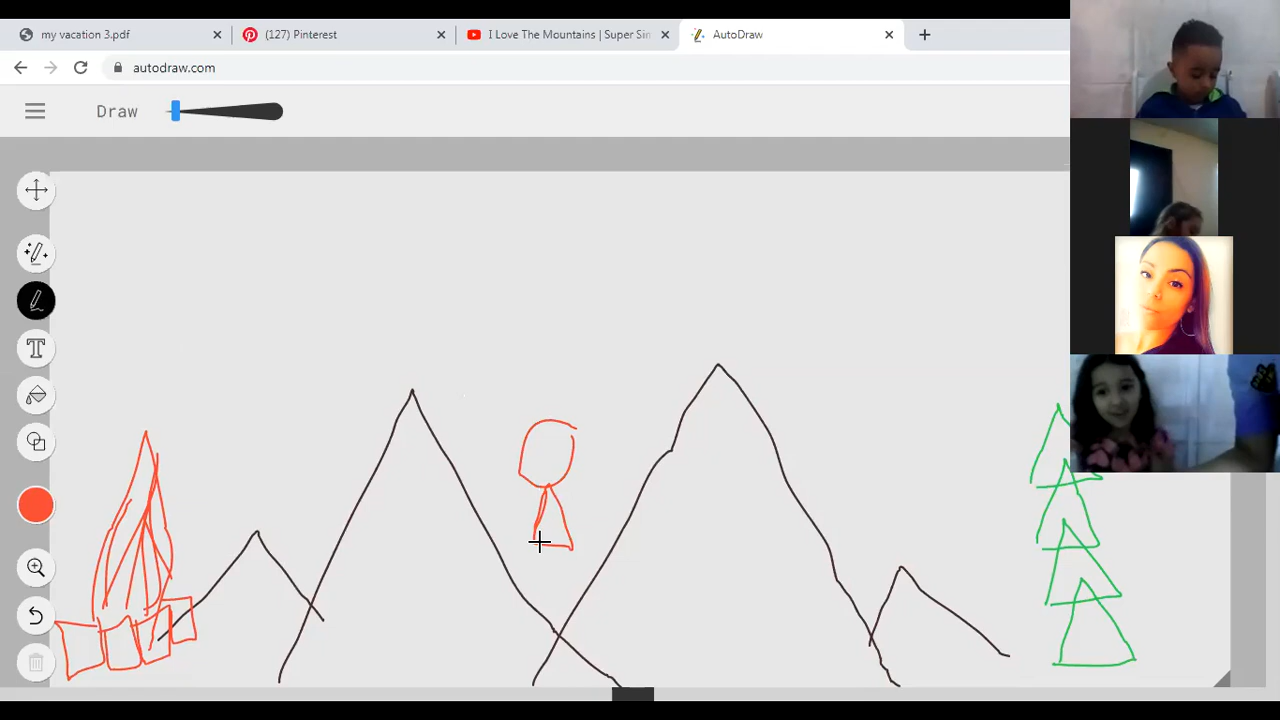 my vacation 3.pdf
(127) Pinterest
I Love The Mountains | Super Sin
AutoDraw
autodraw.com
Draw
T